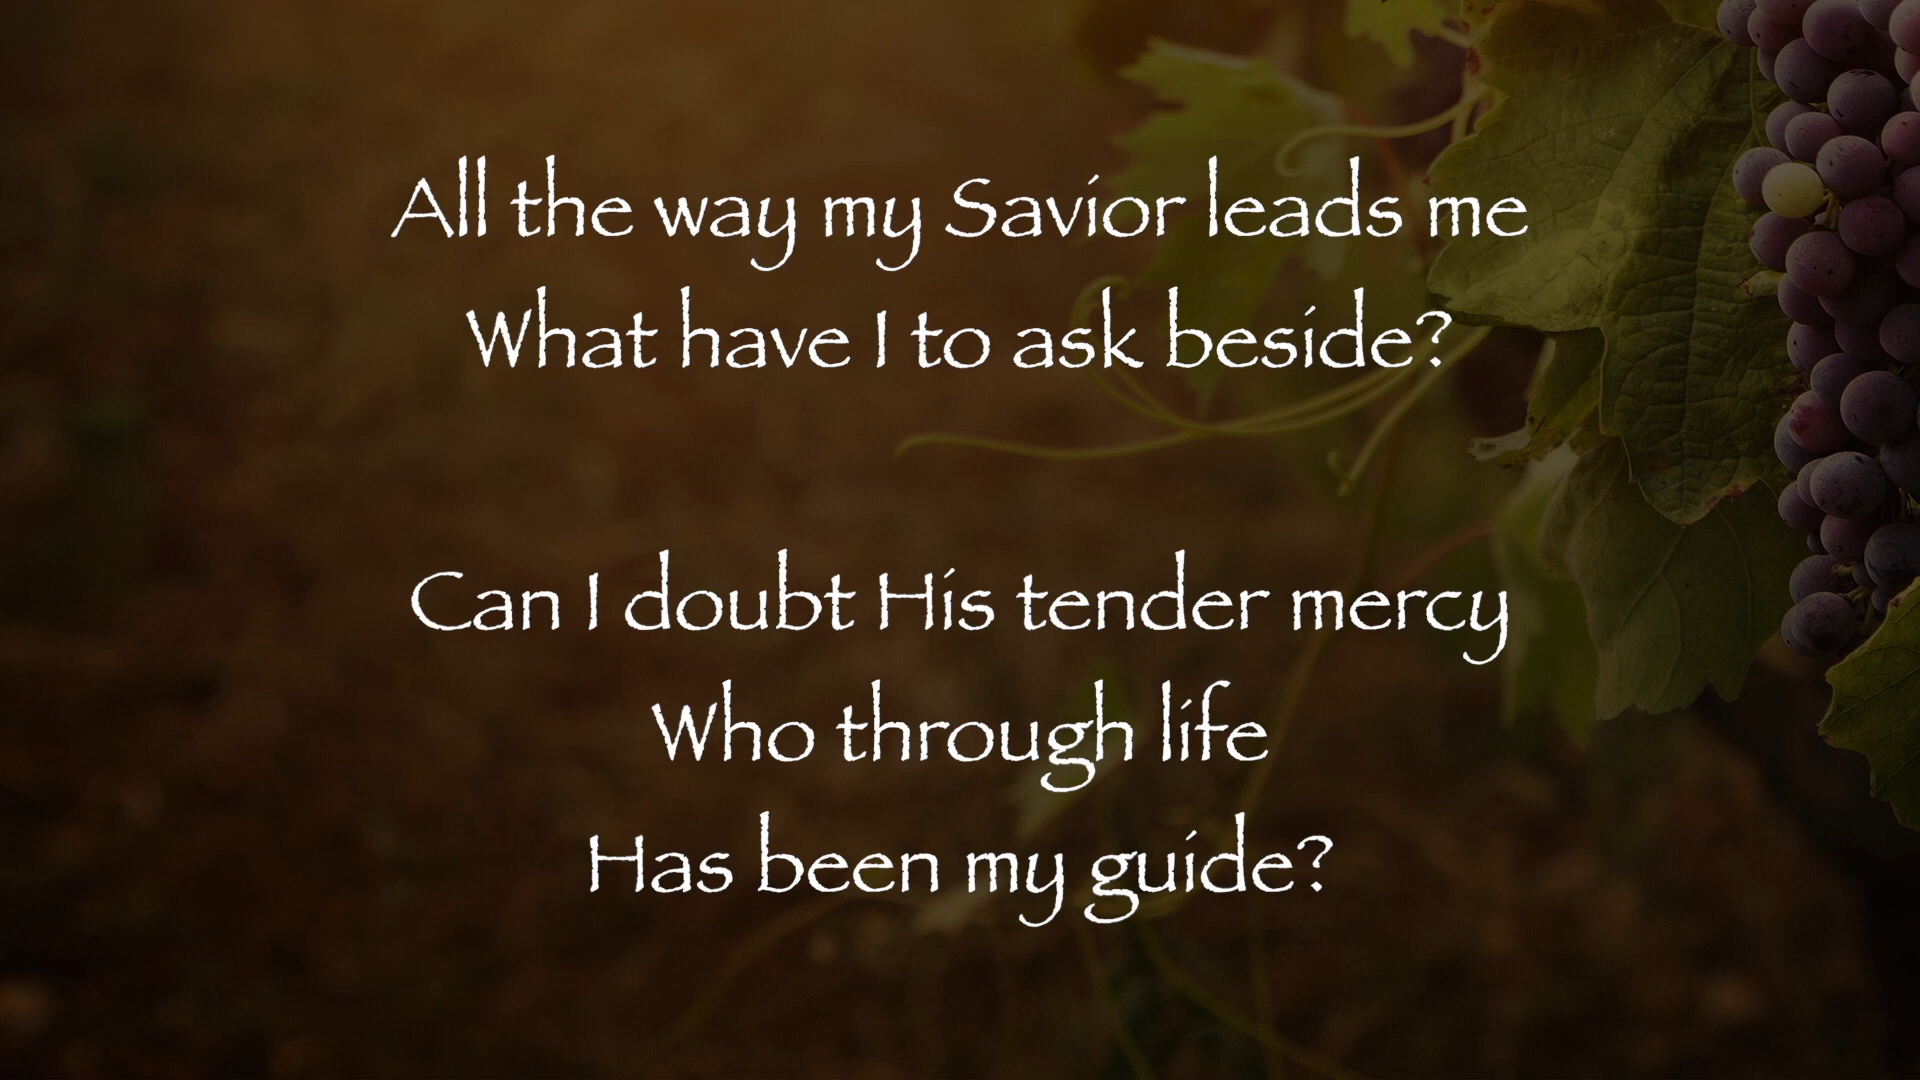 All the way my Savior leads me
What have I to ask beside?
Can I doubt His tender mercy
Who through life
Has been my guide?